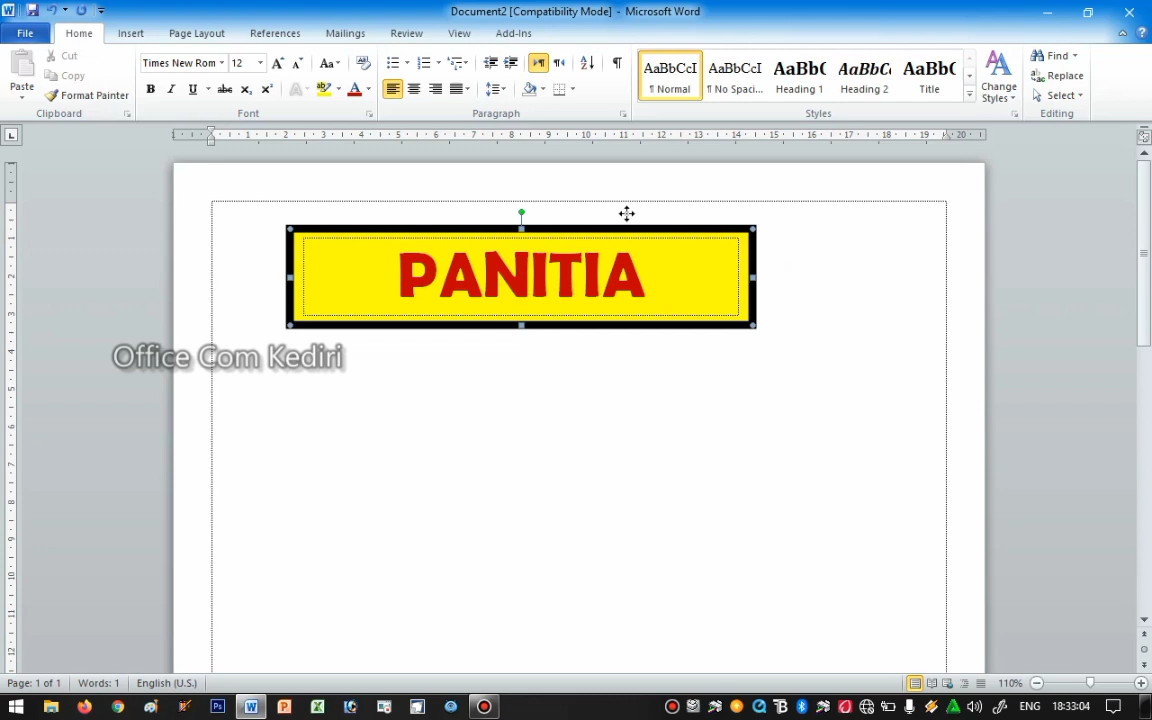 Document2 [Compatibility Mode] - Microsoft Word
File Home Insert Page Layout References Mailings Review View Add-Ins
Paste
Cut
Copy
Format Painter
Clipboard
Times New Rom 12
Font
Paragraph
AaBbCcI AaBbCcI AaBb( AaBbC AaBb(
¶ Normal ¶ No Spaci... Heading 1 Heading 2 Title
Styles
Change Styles
Find
Replace
Select
Editing
PANITIA
Office Com Kediri
Page: 1 of 1 Words: 1 English (U.S.) 110%
ENG 18:33:04